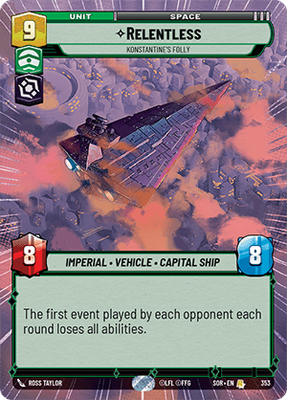 UNIT SPACE
9
RELENTLESS
KONSTANTINE'S FOLLY
8
8
IMPERIAL • VEHICLE • CAPITAL SHIP
The first event played by each opponent each
round loses all abilities.
ROSS TAYLOR
©LFL ©FFG
SOR • EN
353